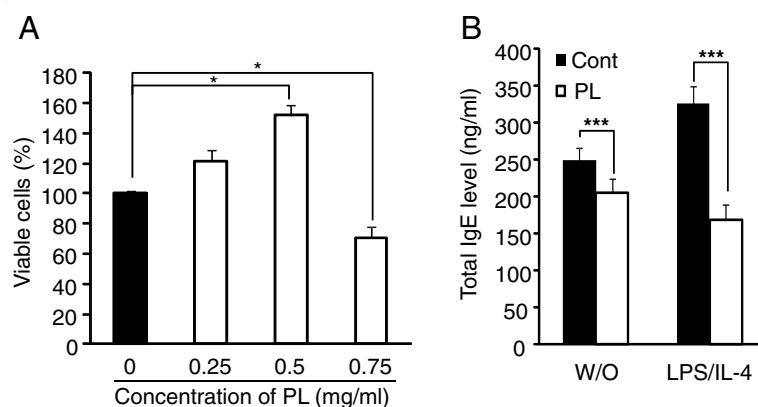 A
Viable cells (%)
180
160
140
120
100
80
60
40
20
0
*
*
0 0.25 0.5 0.75
Concentration of PL (mg/ml)
B
Total IgE level (ng/ml)
400
350
300
250
200
150
100
50
0
Cont
PL
***
***
W/O LPS/IL-4